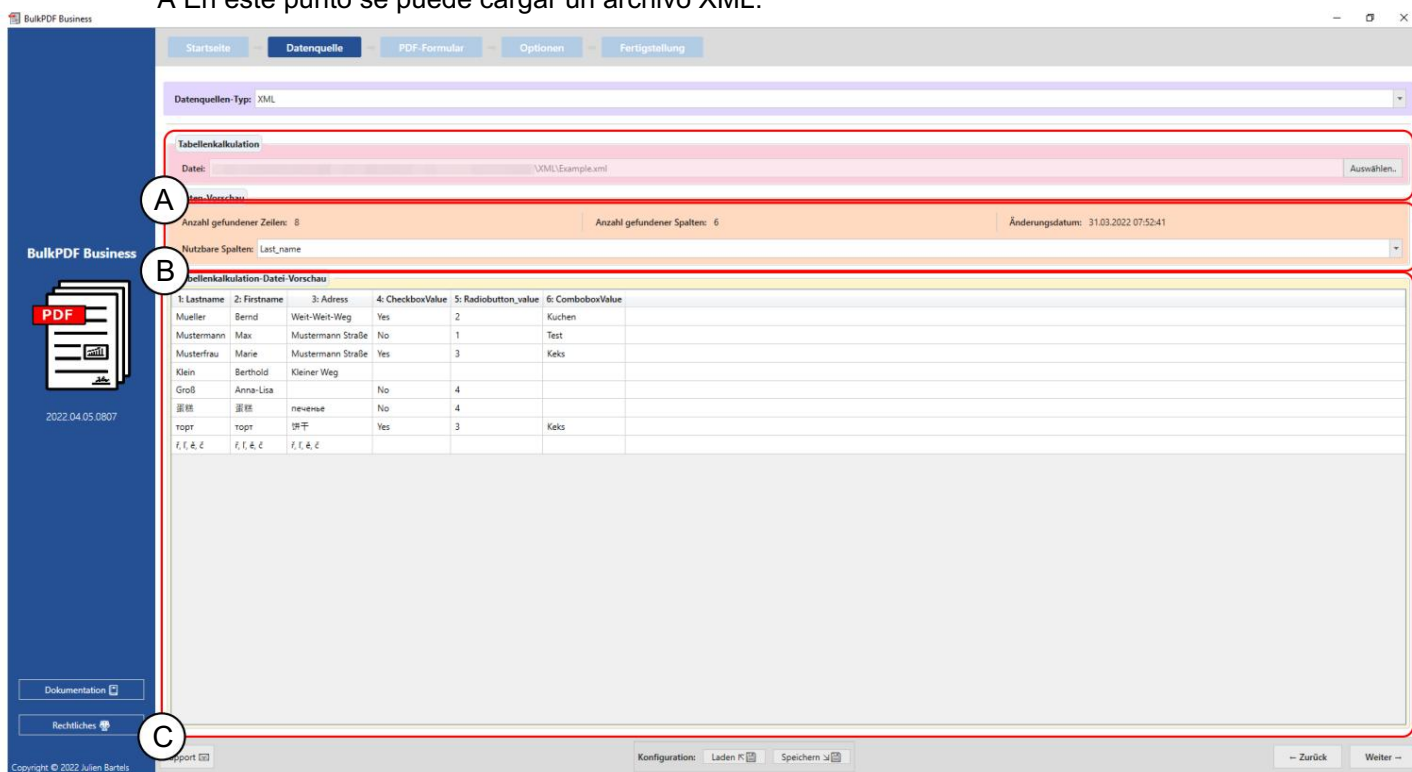 A En este punto se puede cargar un archivo XML.
BulkPDF Business
Startseite Datenquelle PDF-Formular Optionen Fertigstellung
Datenquellen-Typ: XML
Tabellenkalkulation
Datei: \XML\Example.xml Auswählen..
A
Daten-Vorschau
Anzahl gefundener Zeilen: 8 Anzahl gefundener Spalten: 6 Änderungsdatum: 31.03.2022 07:52:41
Nutzbare Spalten: Last_name
B
Tabellenkalkulation-Datei-Vorschau
1: Lastname 2: Firstname 3: Adress 4: CheckboxValue 5: Radiobutton_value 6: ComboboxValue
Mueller Bernd Weit-Weit-Weg Yes 2 Kuchen
Mustermann Max Mustermann Straße No 1 Test
Musterfrau Marie Mustermann Straße Yes 3 Keks
Klein Berthold Kleiner Weg
Groß Anna-Lisa No 4
蛋糕 蛋糕 печенье No 4
торт торт 饼干 Yes 3 Keks
ř, ľ, ě, č ř, ľ, ě, č ř, ľ, ě, č
BulkPDF Business
PDF
2022.04.05.0807
Dokumentation
Rechtliches
Copyright © 2022 Julien Bartels
C
Support
Konfiguration: Laden Speichern
← Zurück Weiter →